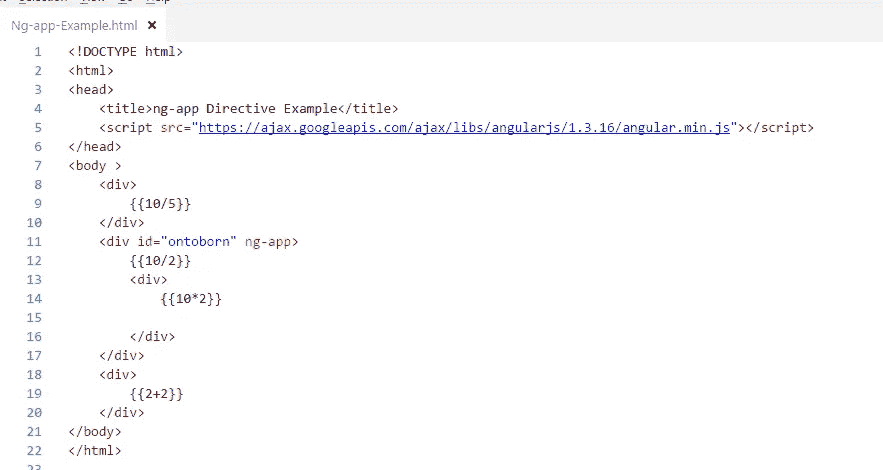 Selection View Go Help
Ng-app-Example.html ×
1 <!DOCTYPE html>
2 <html>
3 <head>
4     <title>ng-app Directive Example</title>
5     <script src="https://ajax.googleapis.com/ajax/libs/angularjs/1.3.16/angular.min.js"></script>
6 </head>
7 <body >
8     <div>
9         {{10/5}}
10     </div>
11     <div id="ontoborn" ng-app>
12         {{10/2}}
13         <div>
14             {{10*2}}
15
16         </div>
17     </div>
18     <div>
19         {{2+2}}
20     </div>
21 </body>
22 </html>
23